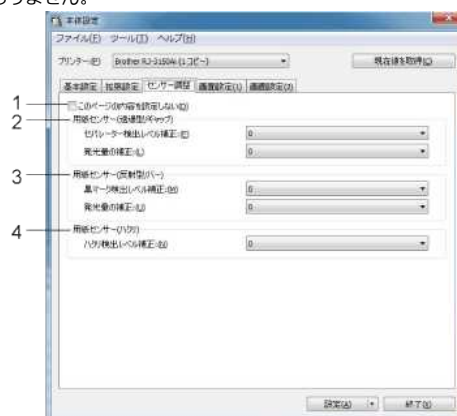 りません。
本体設定
ファイル(F) ツール(T) ヘルプ(H)
プリンター(P) Brother RJ-3150Ai (1:コピー) 現在値を取得(C)
基本設定 拡張設定 センサー調整 画面設定(1) 画面設定(2)
1 このページの内容を設定しない(D)
2 用紙センサー(透過型/ギャップ)
セパレーター検出レベル補正:(E) 0
発光量の補正:(L) 0
3 用紙センサー(反射型/バー)
黒マーク検出レベル補正:(M) 0
発光量の補正:(U) 0
4 用紙センサー(ハクリ)
ハクリ検出レベル補正:(N) 0
設定(A) 終了(X)